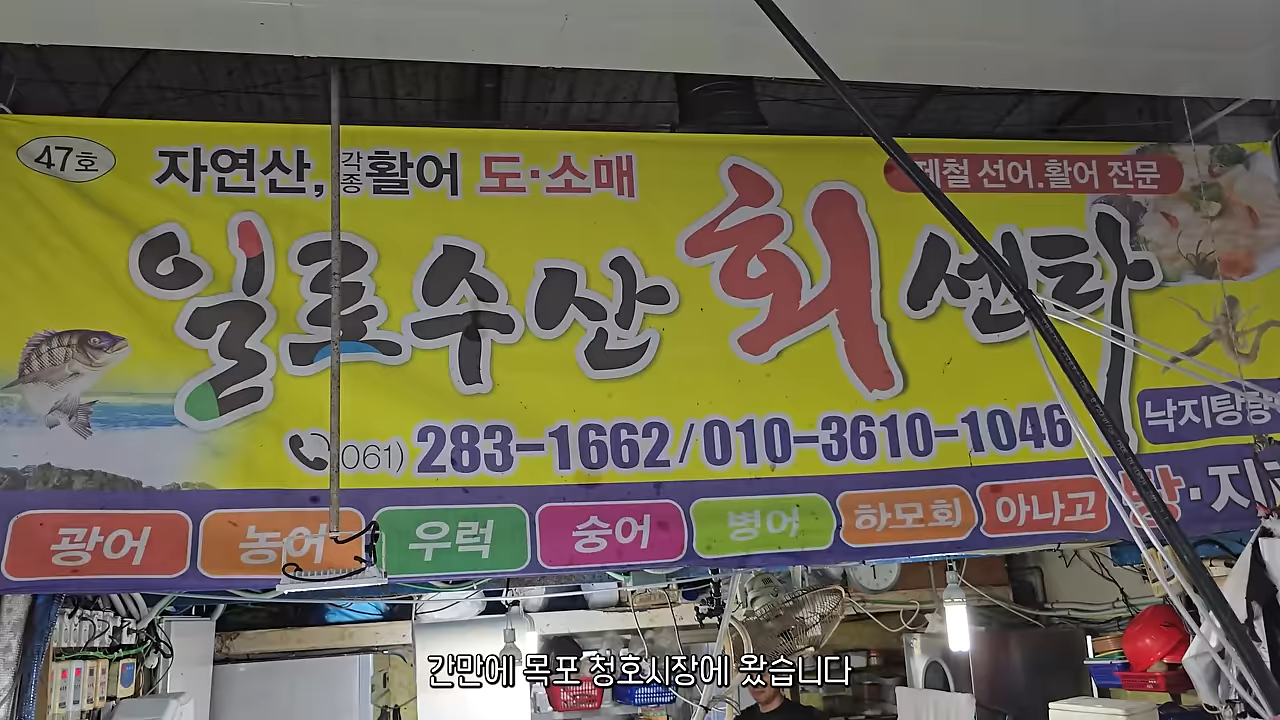 47호
자연산, 각종 활어 도·소매
제철 선어.활어 전문
일로수산 회 센타
061) 283-1662/010-3610-1046
낙지탕탕
광어 농어 우럭 숭어 병어 하모회 아나고
간만에 목포 청호시장에 왔습니다